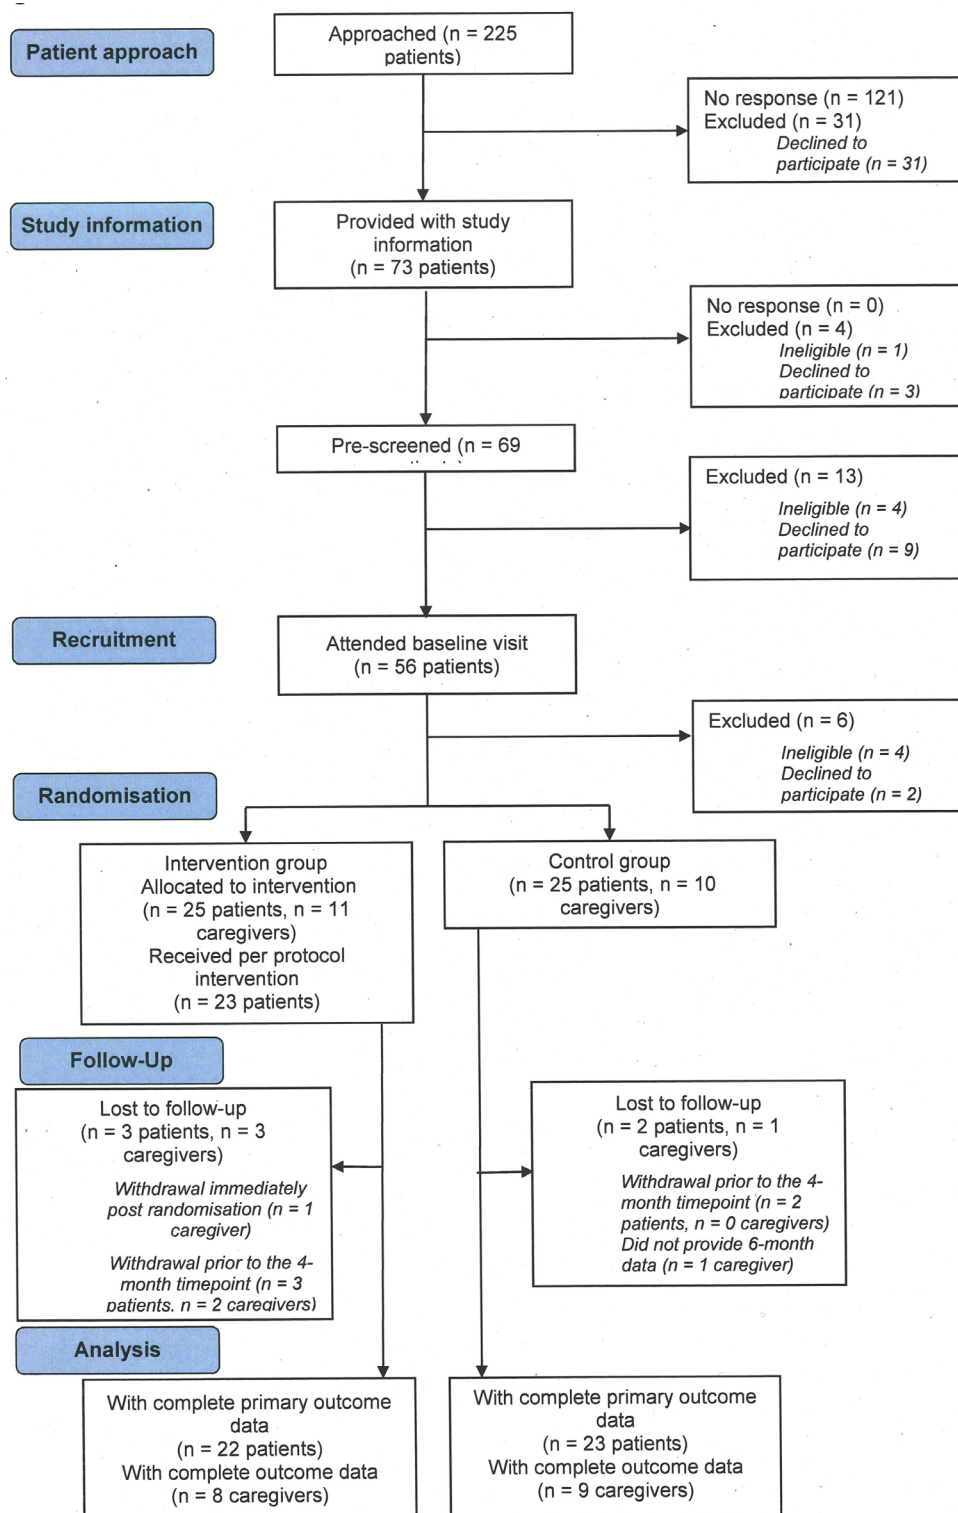 Patient approach
Approached (n = 225
patients)
No response (n = 121)
Excluded (n = 31)
Declined to
participate (n = 31)
Study information
Provided with study
information
(n = 73 patients)
No response (n = 0)
Excluded (n = 4)
Ineligible (n = 1)
Declined to
participate (n = 3)
Pre-screened (n = 69
Excluded (n = 13)
Ineligible (n = 4)
Declined to
participate (n = 9)
Recruitment
Attended baseline visit
(n = 56 patients)
Excluded (n = 6)
Ineligible (n = 4)
Declined to
participate (n = 2)
Randomisation
Intervention group
Allocated to intervention
(n = 25 patients, n = 11
caregivers)
Received per protocol
intervention
(n = 23 patients)
Control group
(n = 25 patients, n = 10
caregivers)
Follow-Up
Lost to follow-up
(n = 3 patients, n = 3
caregivers)
Withdrawal immediately
post randomisation (n = 1
caregiver)
Withdrawal prior to the 4-
month timepoint (n = 3
patients, n = 2 caregivers)
Lost to follow-up
(n = 2 patients, n = 1
caregivers)
Withdrawal prior to the 4-
month timepoint (n = 2
patients, n = 0 caregivers)
Did not provide 6-month
data (n = 1 caregiver)
Analysis
With complete primary outcome
data
(n = 22 patients)
With complete outcome data
(n = 8 caregivers)
With complete primary outcome
data
(n = 23 patients)
With complete outcome data
(n = 9 caregivers)